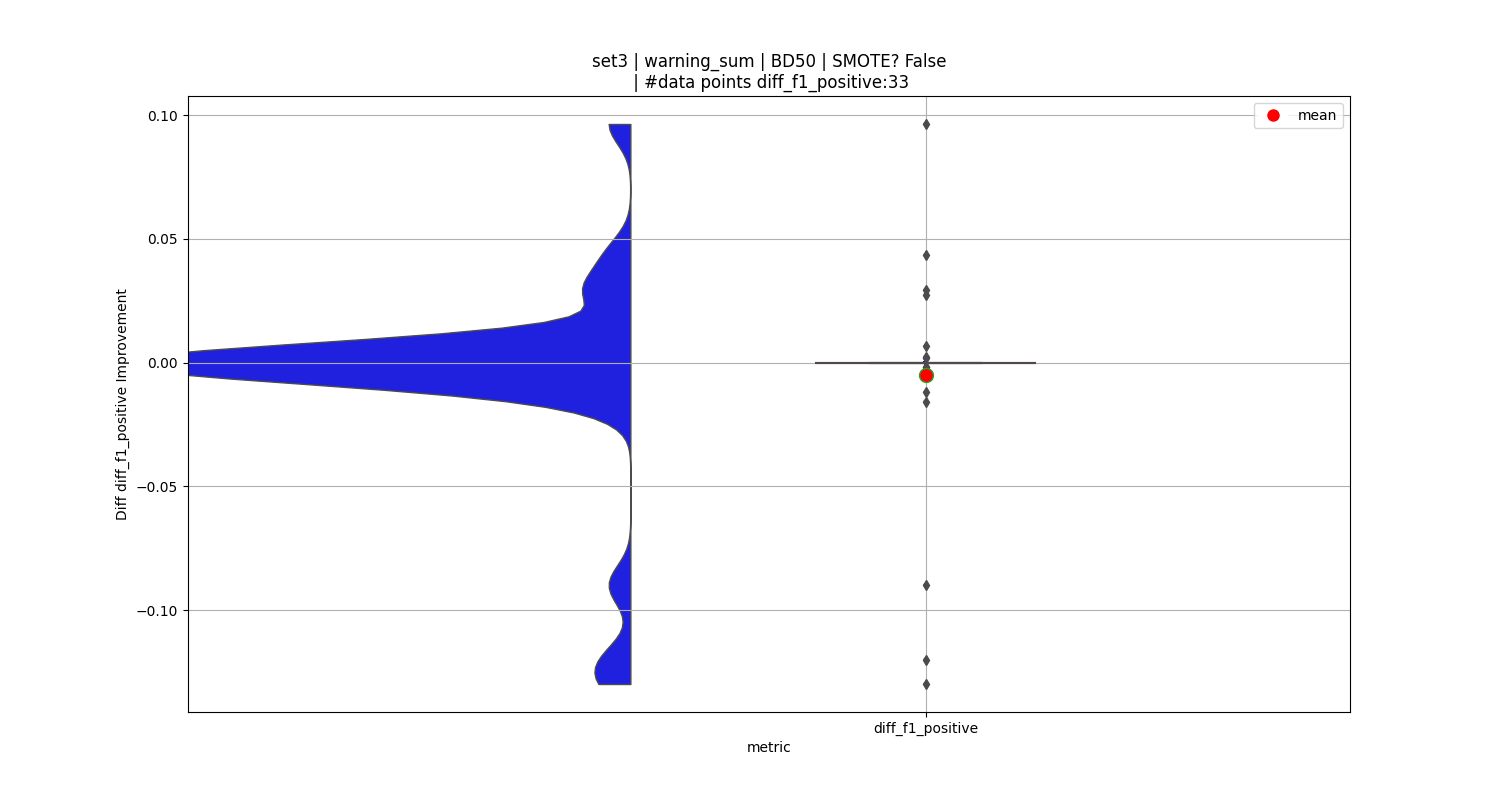 set3 | warning_sum | BD50 | SMOTE? False
| #data points diff_f1_positive:33
mean
0.10
0.05
0.00
−0.05
−0.10
Diff diff_f1_positive Improvement
diff_f1_positive
metric